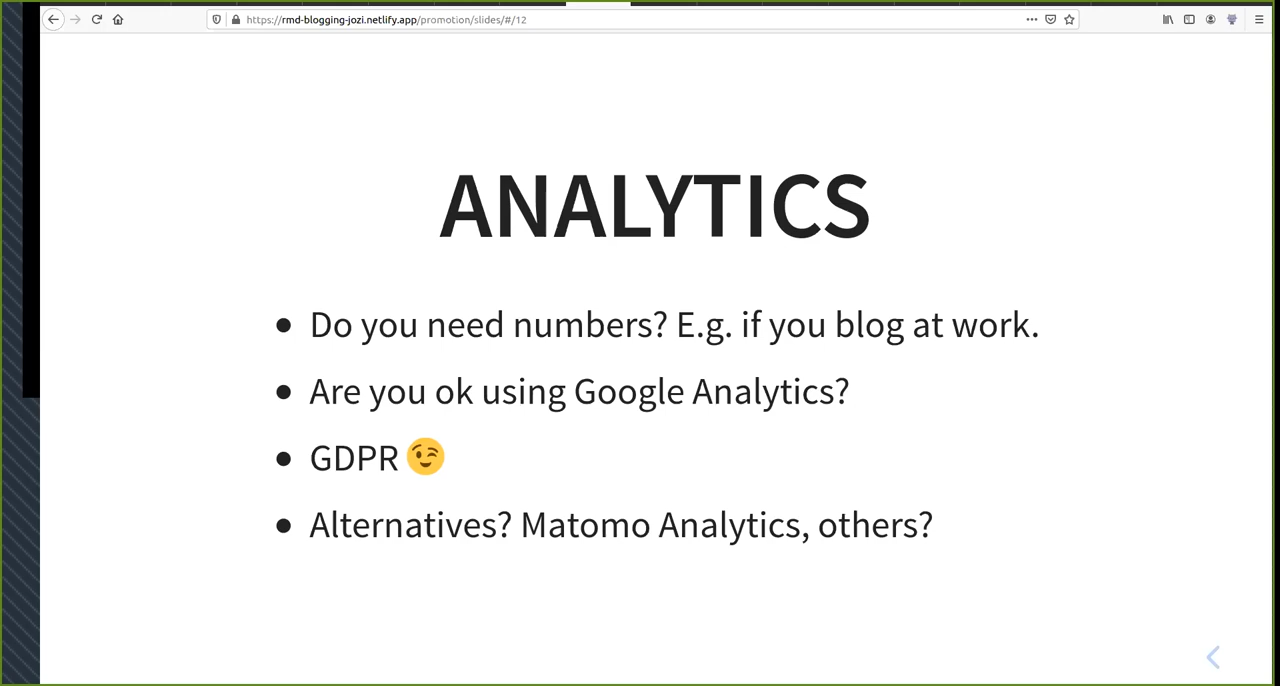 https://rmd-blogging-jozi.netlify.app/promotion/slides/#/12
ANALYTICS
Do you need numbers? E.g. if you blog at work.
Are you ok using Google Analytics?
GDPR 😉
Alternatives? Matomo Analytics, others?